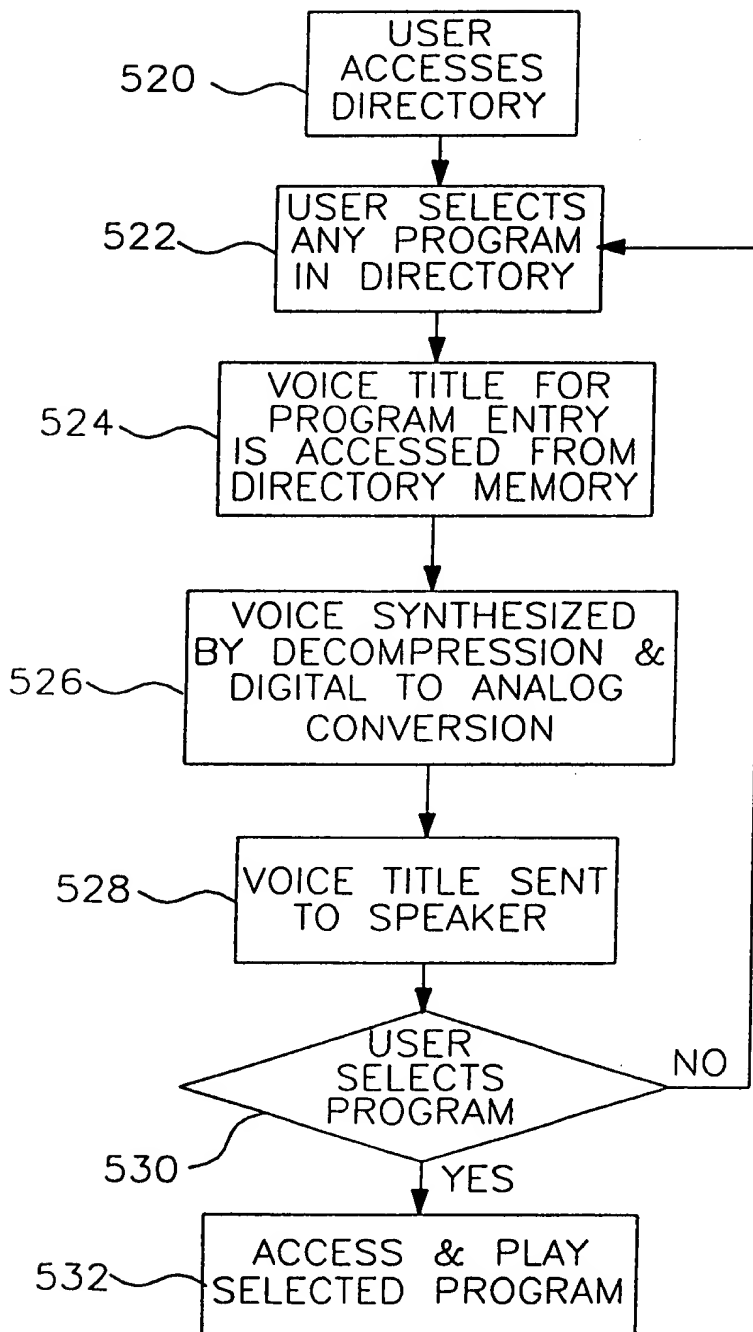 520
USER
ACCESSES
DIRECTORY
522
USER SELECTS
ANY PROGRAM
IN DIRECTORY
524
VOICE TITLE FOR
PROGRAM ENTRY
IS ACCESSED FROM
DIRECTORY MEMORY
526
VOICE SYNTHESIZED
BY DECOMPRESSION &
DIGITAL TO ANALOG
CONVERSION
528
VOICE TITLE SENT
TO SPEAKER
USER
SELECTS
PROGRAM
NO
530
YES
532
ACCESS & PLAY
SELECTED PROGRAM